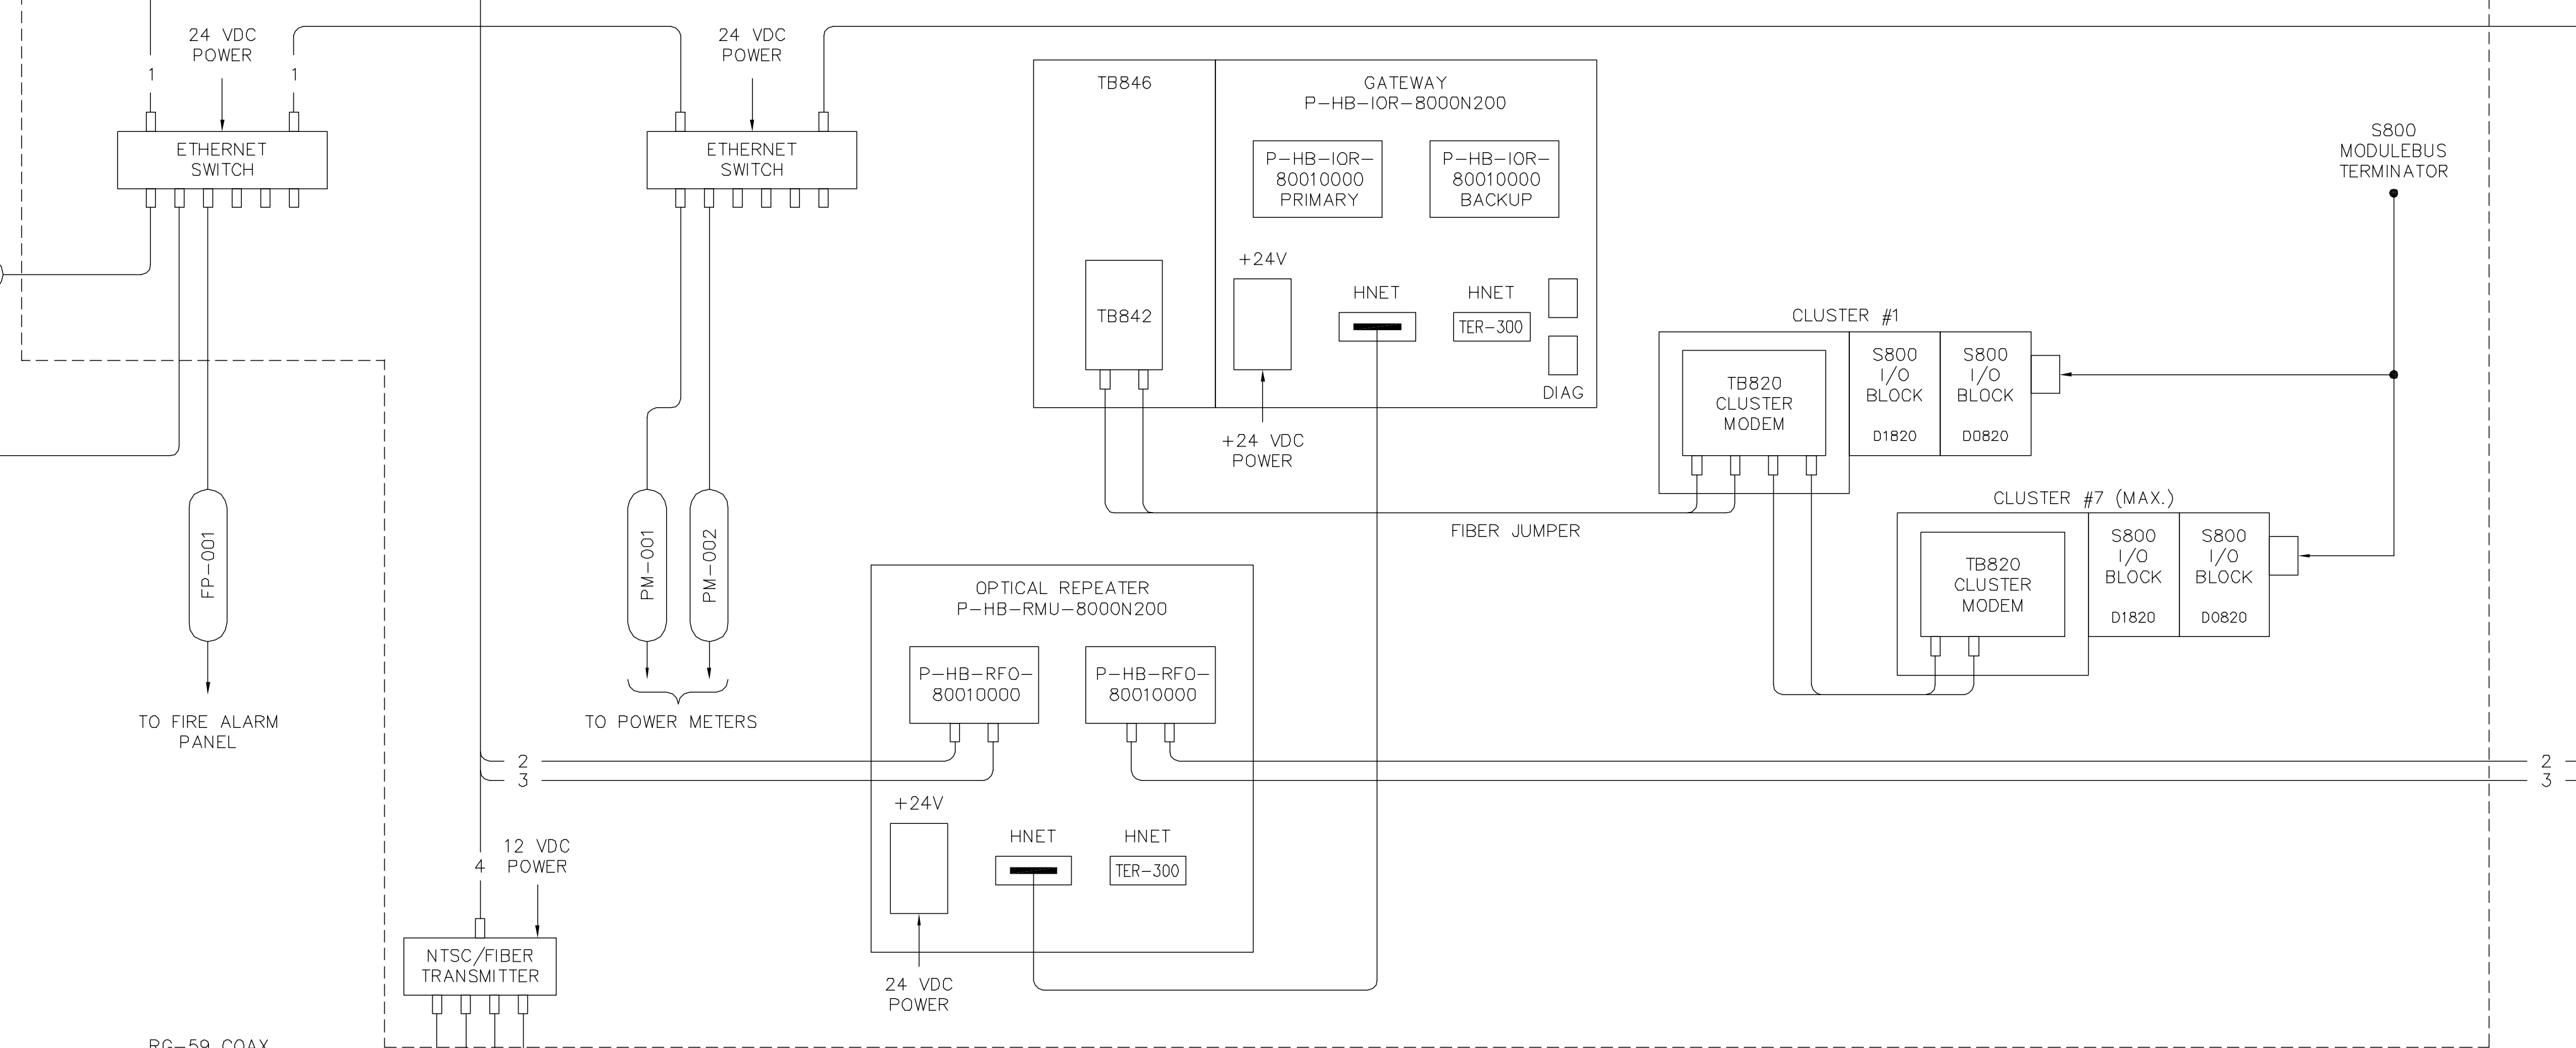 24 VDC
POWER
1
1
ETHERNET
SWITCH
24 VDC
POWER
ETHERNET
SWITCH
TB846
GATEWAY
P-HB-IOR-8000N200
P-HB-IOR-
80010000
PRIMARY
P-HB-IOR-
80010000
BACKUP
+24V
HNET
HNET
TER-300
TB842
DIAG
+24 VDC
POWER
S800
MODULEBUS
TERMINATOR
CLUSTER #1
TB820
CLUSTER
MODEM
S800
I/O
BLOCK
D1820
S800
I/O
BLOCK
D0820
CLUSTER #7 (MAX.)
TB820
CLUSTER
MODEM
S800
I/O
BLOCK
D1820
S800
I/O
BLOCK
D0820
FIBER JUMPER
FP-001
TO FIRE ALARM
PANEL
PM-001
PM-002
TO POWER METERS
OPTICAL REPEATER
P-HB-RMU-8000N200
P-HB-RFO-
80010000
P-HB-RFO-
80010000
2
3
2
3
+24V
HNET
HNET
TER-300
24 VDC
POWER
4
12 VDC
POWER
NTSC/FIBER
TRANSMITTER
RG-59 COAX